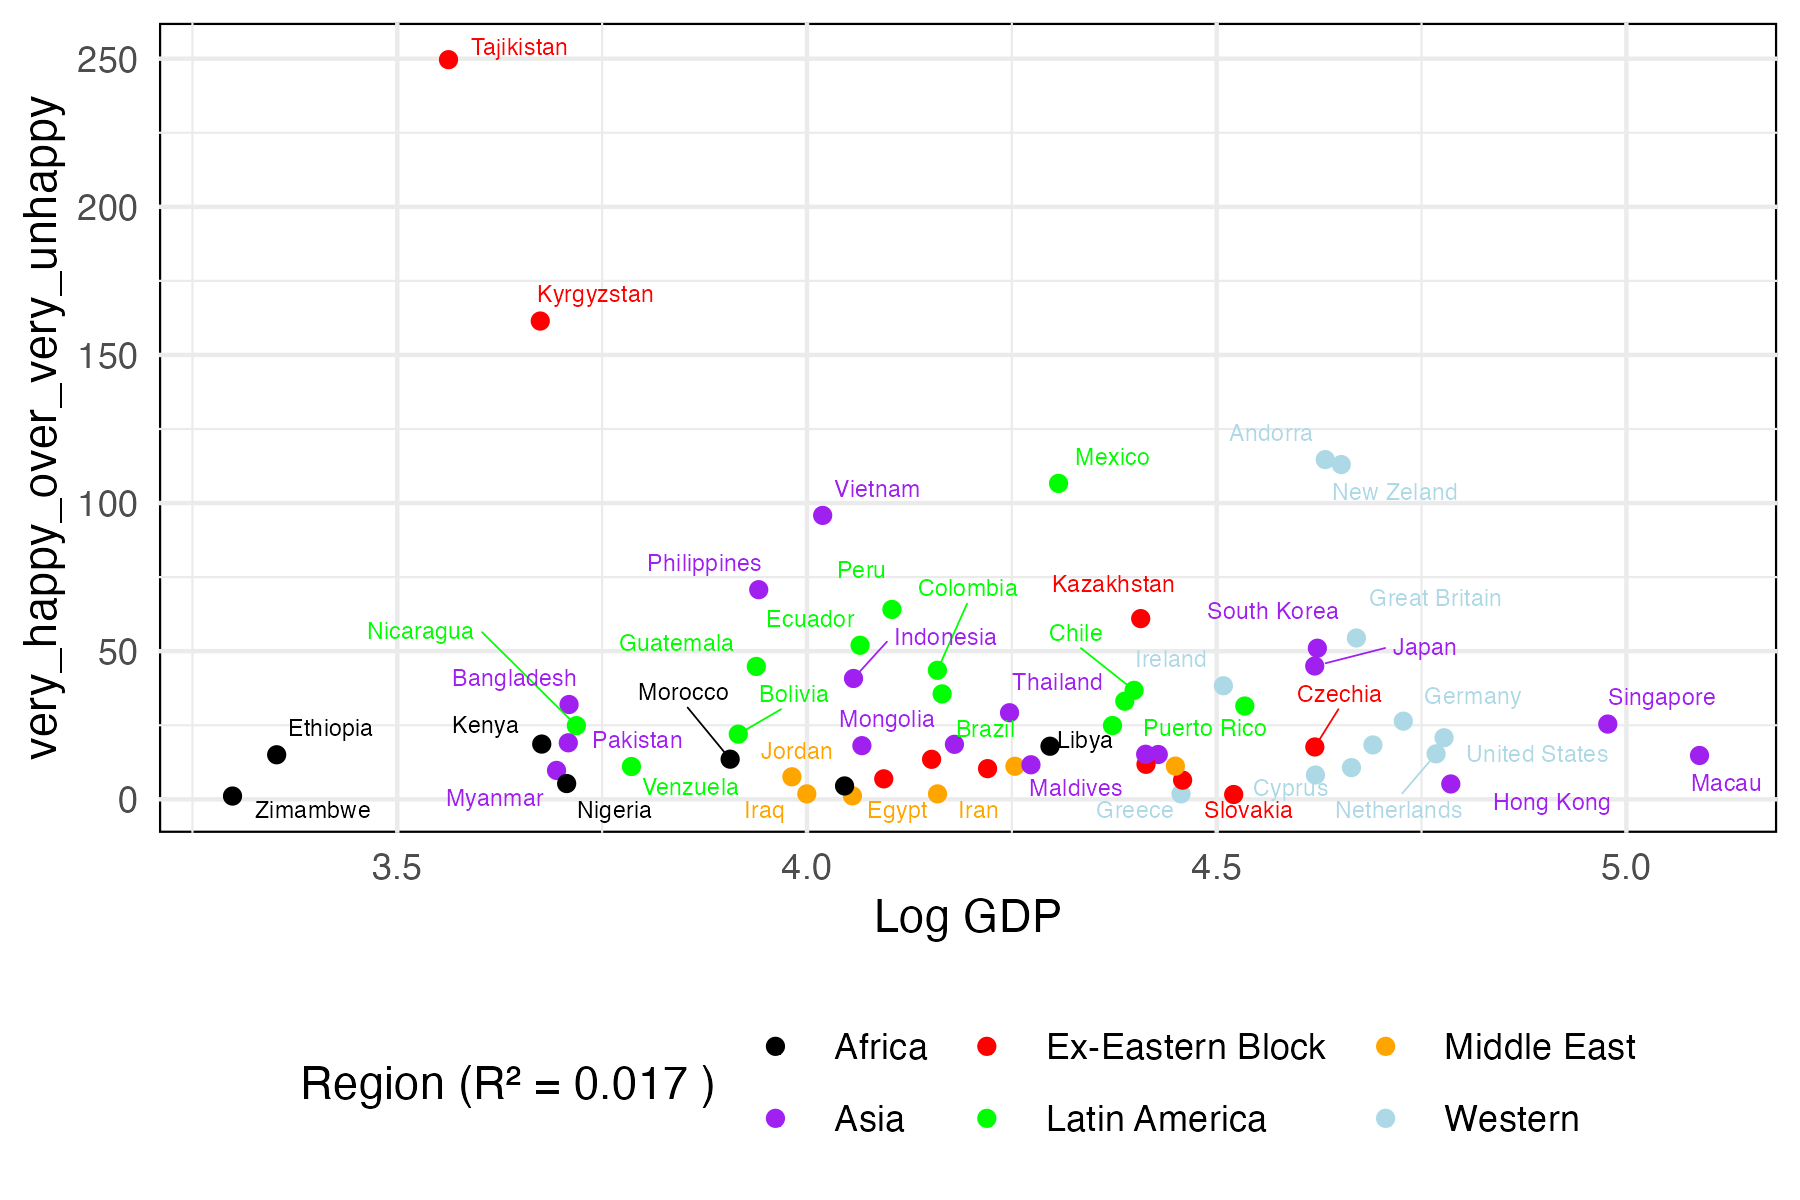 very_happy_over_very_unhappy
250
200
150
100
50
0
Tajikistan
Kyrgyzstan
Andorra
Mexico
Vietnam
New Zeland
Philippines
Peru
Kazakhstan
Colombia
Great Britain
South Korea
Ecuador
Nicaragua
Chile
Indonesia
Guatemala
Japan
Ireland
Bangladesh
Thailand
Morocco
Bolivia
Czechia
Germany
Singapore
Mongolia
Kenya
Ethiopia
Brazil
Puerto Rico
Pakistan
Libya
Jordan
United States
Macau
Venzuela
Maldives
Cyprus
Myanmar
Hong Kong
Zimambwe
Nigeria
Iraq
Egypt
Iran
Greece
Slovakia
Netherlands
3.5
4.0
4.5
5.0
Log GDP
Region (R² = 0.017 )
Africa
Ex-Eastern Block
Middle East
Asia
Latin America
Western